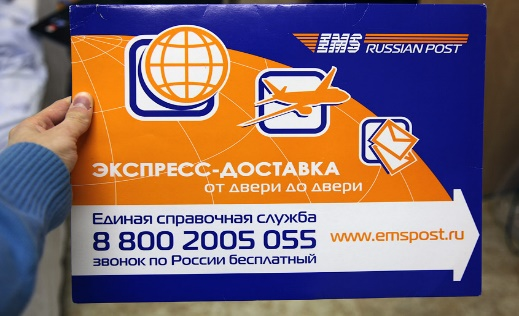 EMS RUSSIAN POST
ЭКСПРЕСС-ДОСТАВКА
от двери до двери
Единая справочная служба
8 800 2005 055
звонок по России бесплатный
www.emspost.ru